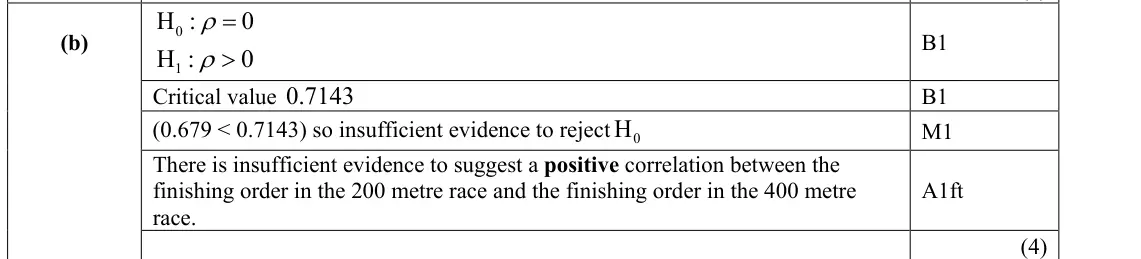 (b)
H₀ : ρ = 0
H₁ : ρ > 0
B1
Critical value 0.7143
B1
(0.679 < 0.7143) so insufficient evidence to reject H₀
M1
There is insufficient evidence to suggest a positive correlation between the
finishing order in the 200 metre race and the finishing order in the 400 metre
race.
A1ft
(4)